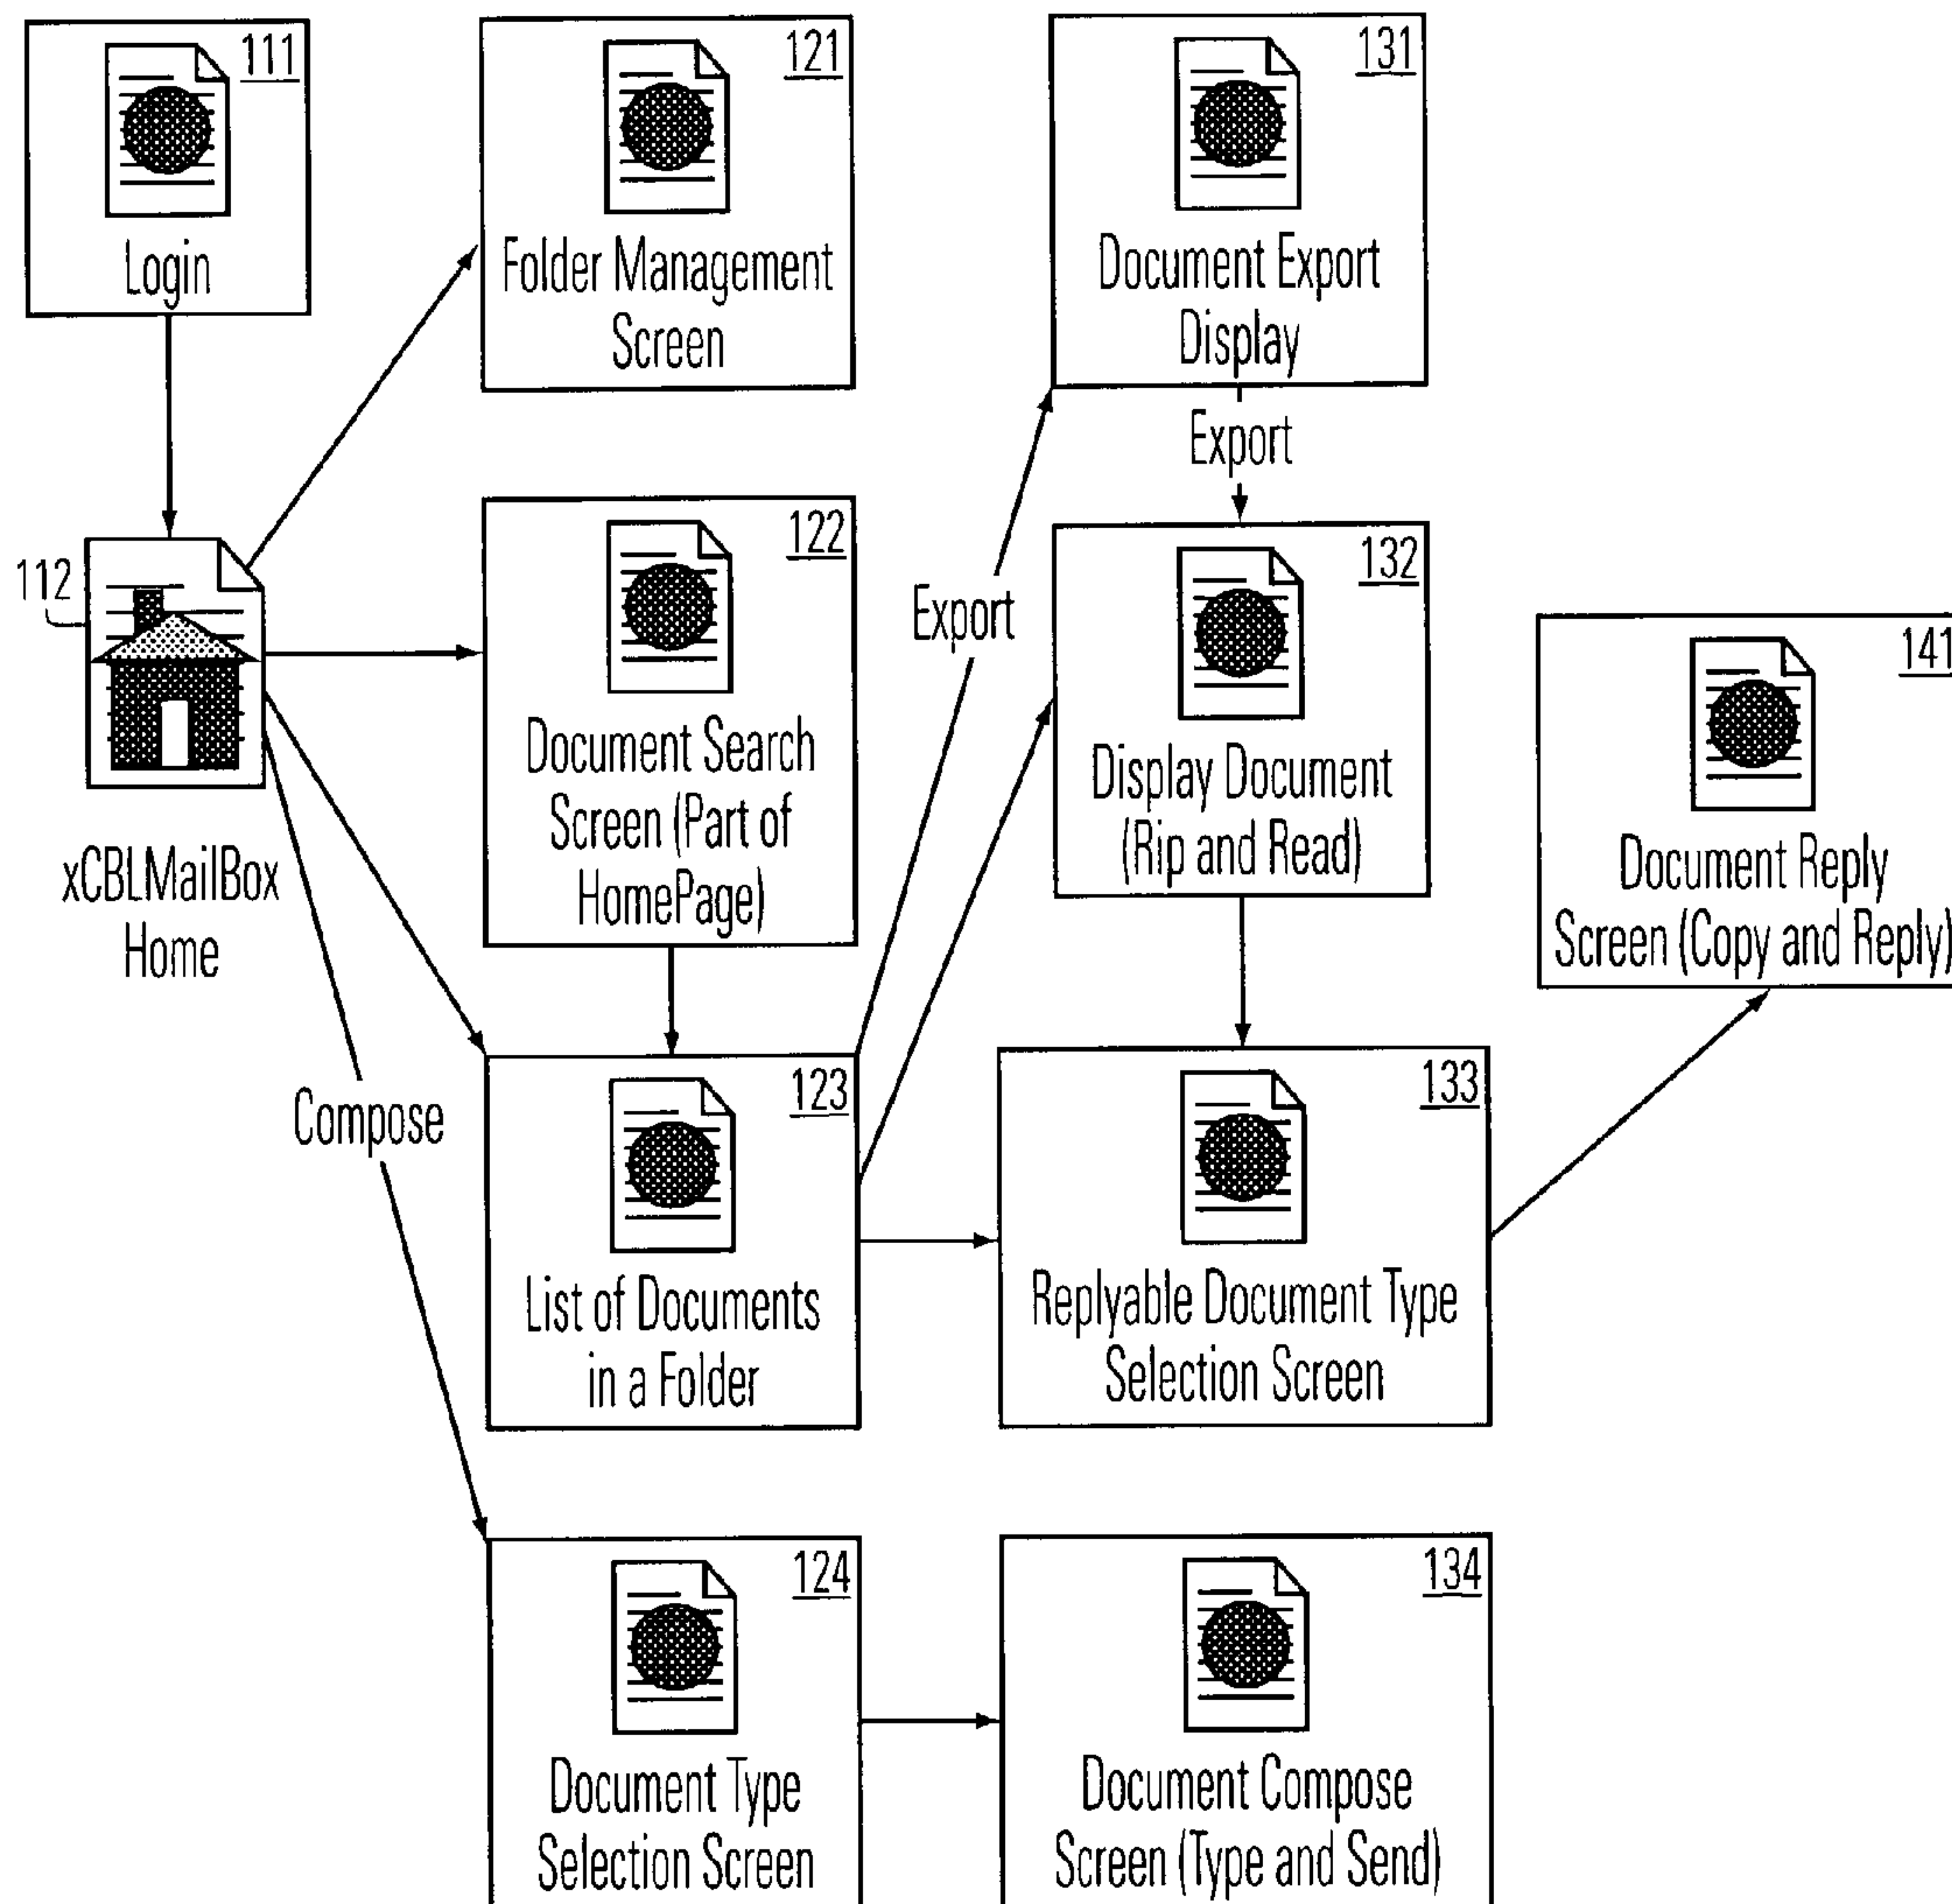 111
Login
121
Folder Management
Screen
131
Document Export
Display
Export
112
xCBLMailBox
Home
122
Document Search
Screen (Part of
HomePage)
Export
132
Display Document
(Rip and Read)
141
Document Reply
Screen (Copy and Reply)
Compose
123
List of Documents
in a Folder
133
Replyable Document Type
Selection Screen
124
Document Type
Selection Screen
134
Document Compose
Screen (Type and Send)